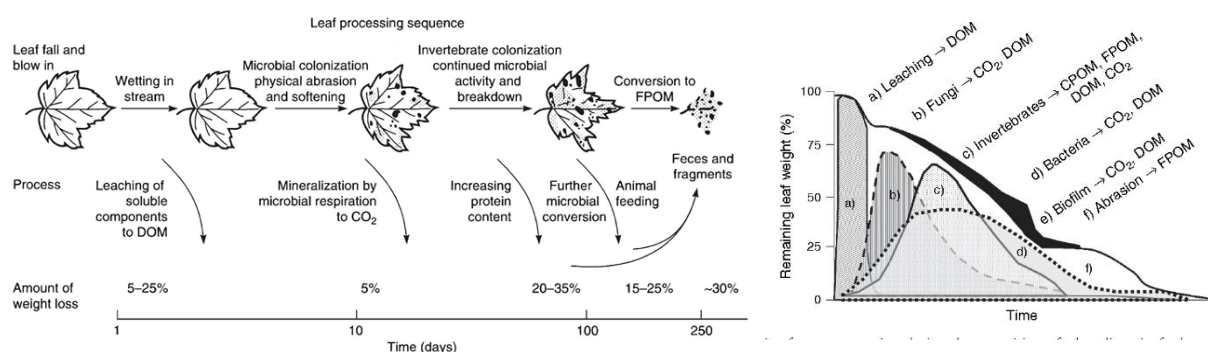 Leaf processing sequence
Leaf fall and
blow in
Wetting in
stream
Microbial colonization
physical abrasion
and softening
Invertebrate colonization
continued microbial
activity and
breakdown
Conversion to
FPOM
Process
Leaching of
soluble
components
to DOM
Mineralization by
microbial respiration
to CO₂
Increasing
protein
content
Further
microbial
conversion
Animal
feeding
Feces and
fragments
Amount of
weight loss
5–25%
5%
20–35%
15–25%
~30%
1
10
100
250
Time (days)
Remaining leaf weight (%)
100
75
50
25
0
a) Leaching → DOM
b) Fungi → CO₂, DOM
c) Invertebrates → CPOM, FPOM,
DOM, CO₂
d) Bacteria → CO₂, DOM
e) Biofilm → CO₂, DOM
f) Abrasion → FPOM
a)
b)
c)
d)
f)
Time